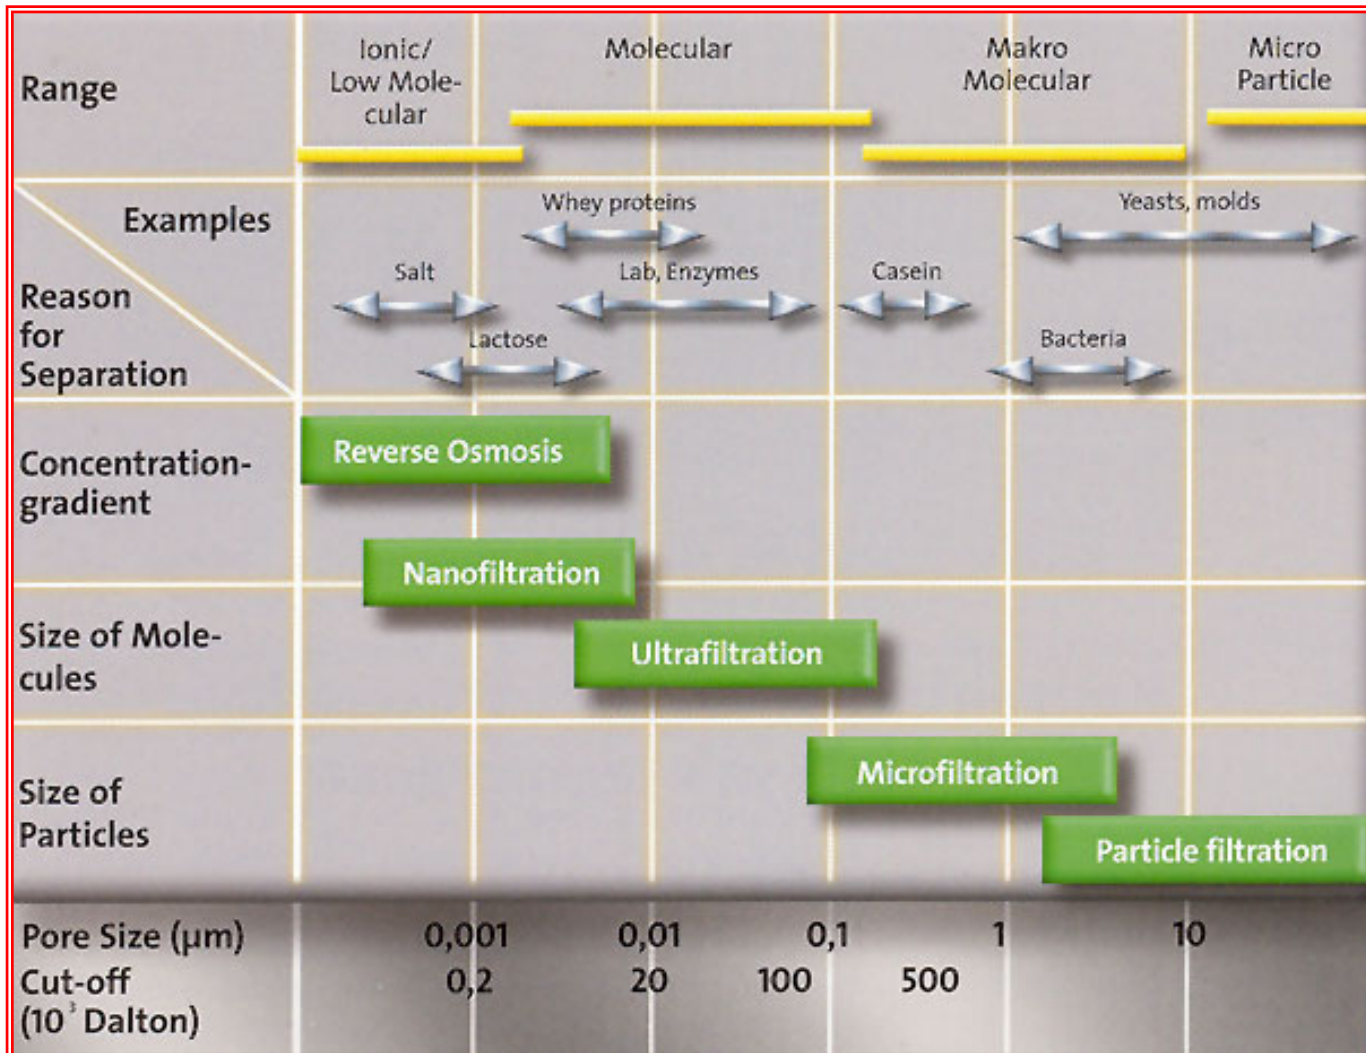 Range
Ionic/
Low Mole-
cular
Molecular
Makro
Molecular
Micro
Particle
Examples
Reason
for
Separation
Whey proteins
Yeasts, molds
Salt
Lab, Enzymes
Casein
Lactose
Bacteria
Concentration-
gradient
Reverse Osmosis
Nanofiltration
Size of Mole-
cules
Ultrafiltration
Size of
Particles
Microfiltration
Particle filtration
Pore Size (µm) 0,001 0,01 0,1 1 10
Cut-off 0,2 20 100 500
(10³ Dalton)